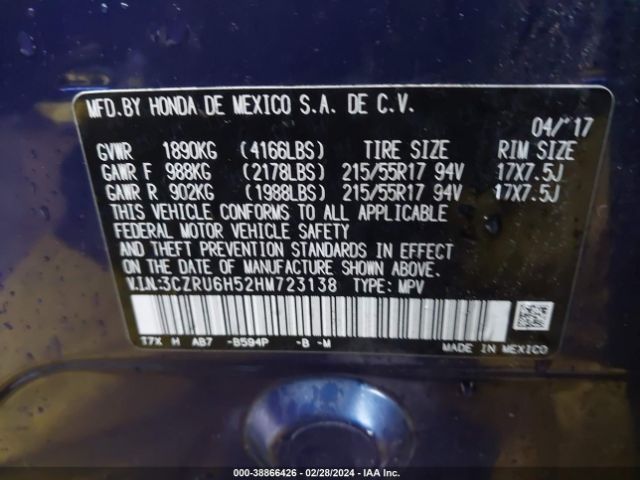 MFD.BY HONDA DE MEXICO S.A. DE C.V.
04/'17
GVWR 1890KG (4166LBS) TIRE SIZE RIM SIZE
GAWR F 988KG (2178LBS) 215/55R17 94V 17X7.5J
GAWR R 902KG (1988LBS) 215/55R17 94V 17X7.5J
THIS VEHICLE CONFORMS TO ALL APPLICABLE
FEDERAL MOTOR VEHICLE SAFETY
AND THEFT PREVENTION STANDARDS IN EFFECT
ON THE DATE OF MANUFACTURE SHOWN ABOVE.
V.I.N:3CZRU6H52HM723138 TYPE: MPV
T7X H AB7 -B594P -B -M
MADE IN MEXICO
000-38866426 - 02/28/2024 - IAA Inc.